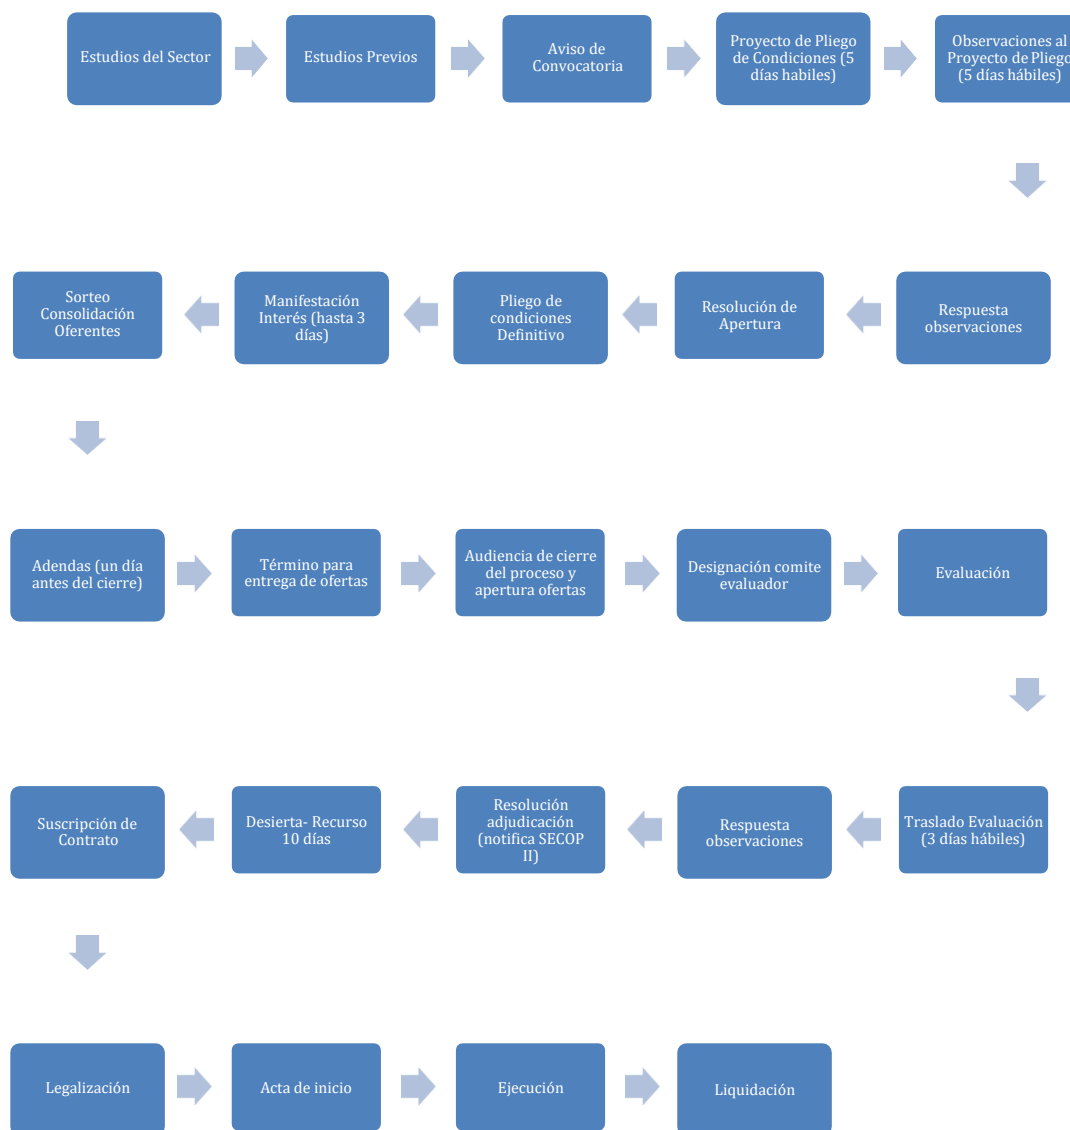 Estudios del Sector
Estudios Previos
Aviso de
Convocatoria
Proyecto de Pliego
de Condiciones (5
días habiles)
Observaciones al
Proyecto de Pliego
(5 días hábiles)
Respuesta
observaciones
Resolución de
Apertura
Pliego de
condiciones
Definitivo
Manifestación
Interés (hasta 3
días)
Sorteo
Consolidación
Oferentes
Adendas (un día
antes del cierre)
Término para
entrega de ofertas
Audiencia de cierre
del proceso y
apertura ofertas
Designación comite
evaluador
Evaluación
Traslado Evaluación
(3 días hábiles)
Respuesta
observaciones
Resolución
adjudicación
(notifica SECOP
II)
Desierta- Recurso
10 días
Suscripción de
Contrato
Legalización
Acta de inicio
Ejecución
Liquidación